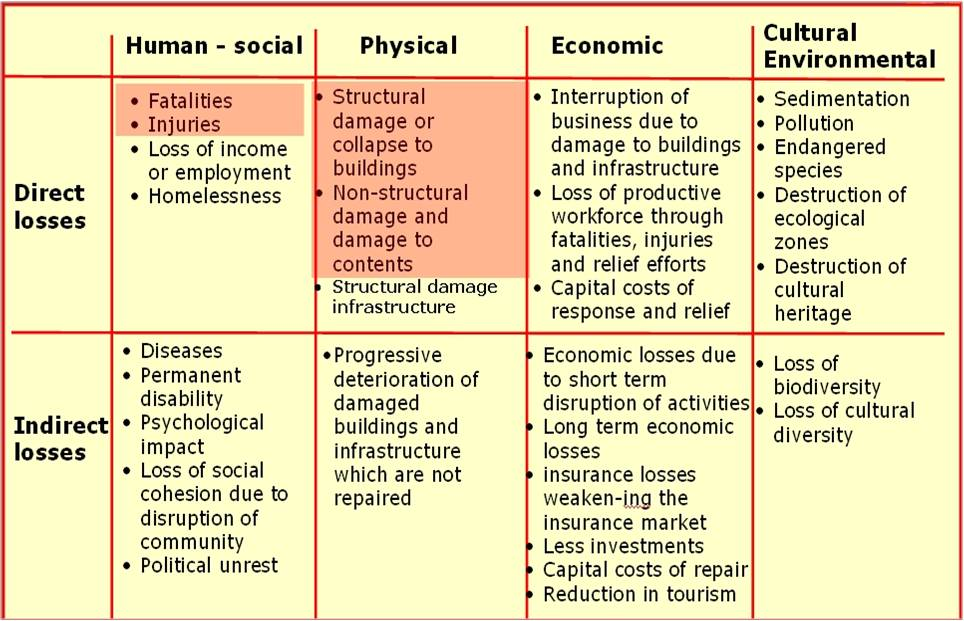 Human - social
Physical
Economic
Cultural
Environmental
Direct
losses
• Fatalities
• Injuries
• Loss of income
or employment
• Homelessness
• Structural
damage or
collapse to
buildings
• Non-structural
damage and
damage to
contents
• Structural damage
infrastructure
• Interruption of
business due to
damage to buildings
and infrastructure
• Loss of productive
workforce through
fatalities, injuries
and relief efforts
• Capital costs of
response and relief
• Sedimentation
• Pollution
• Endangered
species
• Destruction of
ecological
zones
• Destruction of
cultural
heritage
Indirect
losses
• Diseases
• Permanent
disability
• Psychological
impact
• Loss of social
cohesion due to
disruption of
community
• Political unrest
•Progressive
deterioration of
damaged
buildings and
infrastructure
which are not
repaired
• Economic losses due
to short term
disruption of activities
• Long term economic
losses
• insurance losses
weaken-ing the
insurance market
• Less investments
• Capital costs of repair
• Reduction in tourism
• Loss of
biodiversity
• Loss of cultural
diversity